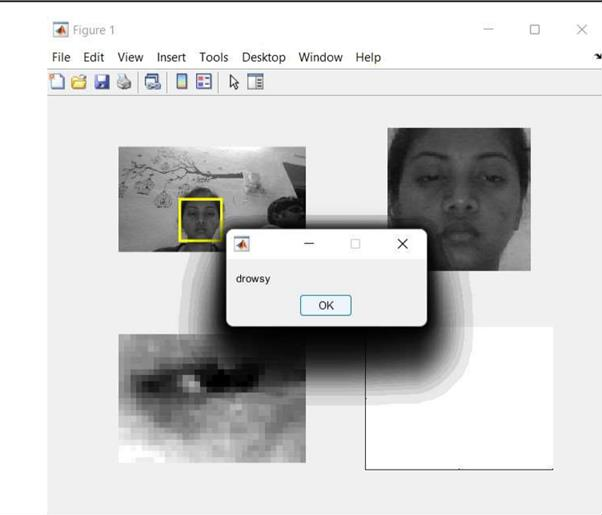 Figure 1
File Edit View Insert Tools Desktop Window Help
drowsy
OK